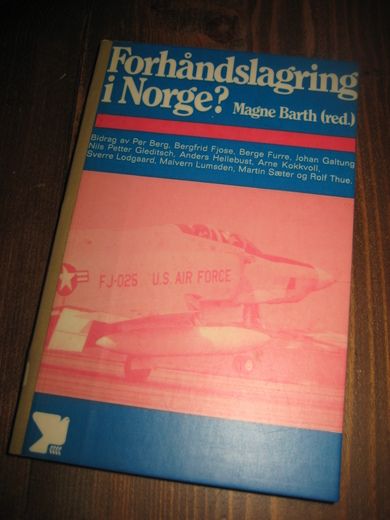 Forhåndslagring
i Norge? Magne Barth (red.)
Bidrag av Per Berg, Bergfrid Fjose, Berge Furre, Johan Galtung
Nils Petter Gleditsch, Anders Hellebust, Arne Kokkvoll,
Sverre Lodgaard, Malvern Lumsden, Martin Sæter og Rolf Thue.
FJ-025 U.S. AIR FORCE